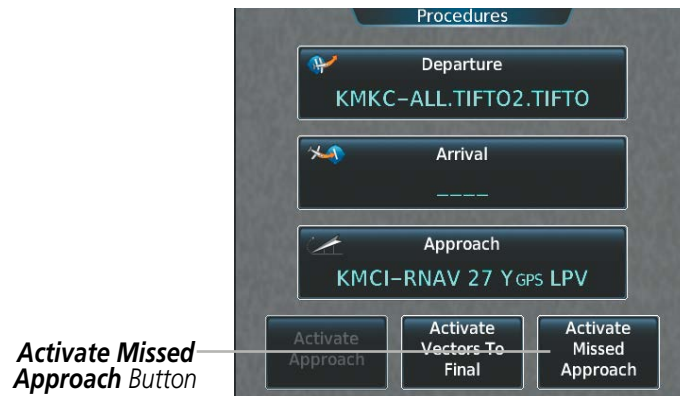 Procedures
Departure
KMKC–ALL.TIFTO2.TIFTO
Arrival
____
Approach
KMCI–RNAV 27 Y GPS LPV
Activate
Approach
Activate
Vectors To
Final
Activate
Missed
Approach
Activate Missed
Approach Button